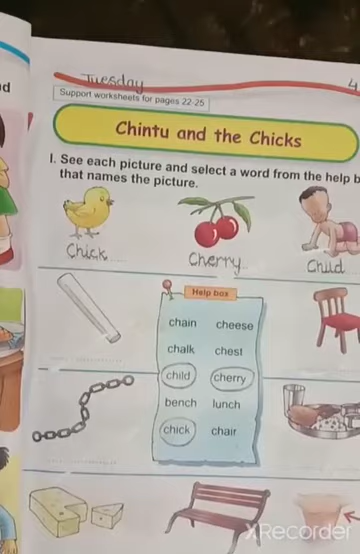 Tuesday
Support worksheets for pages 22-25
Chintu and the Chicks
I. See each picture and select a word from the help
that names the picture.
Chick
Cherry
Child
Help box
chain cheese
chalk chest
child cherry
bench lunch
chick chair
XRecorder